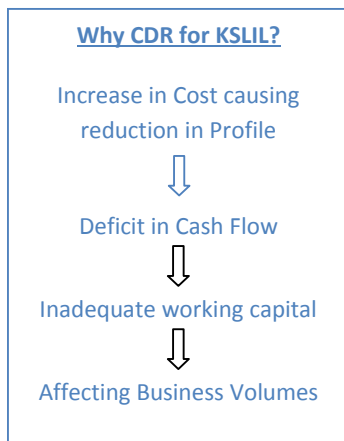 Why CDR for KSLIL?
Increase in Cost causing
reduction in Profile
Deficit in Cash Flow
Inadequate working capital
Affecting Business Volumes